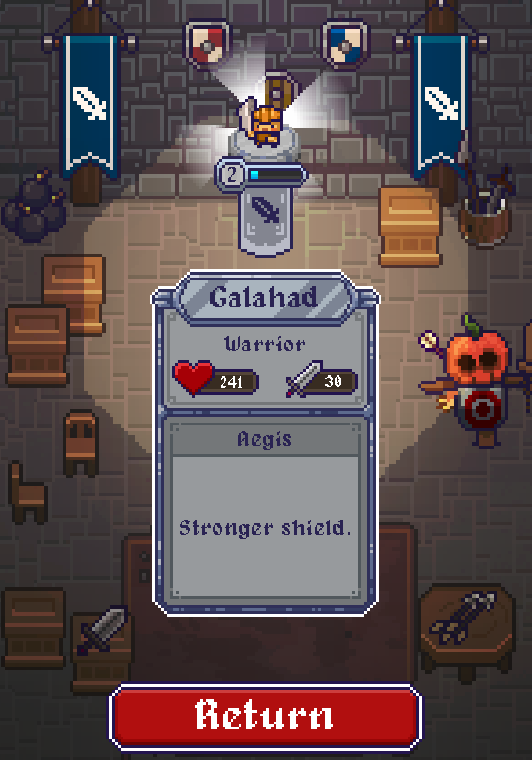 2
Galahad
Warrior
241 30
Aegis
Stronger shield.
Return